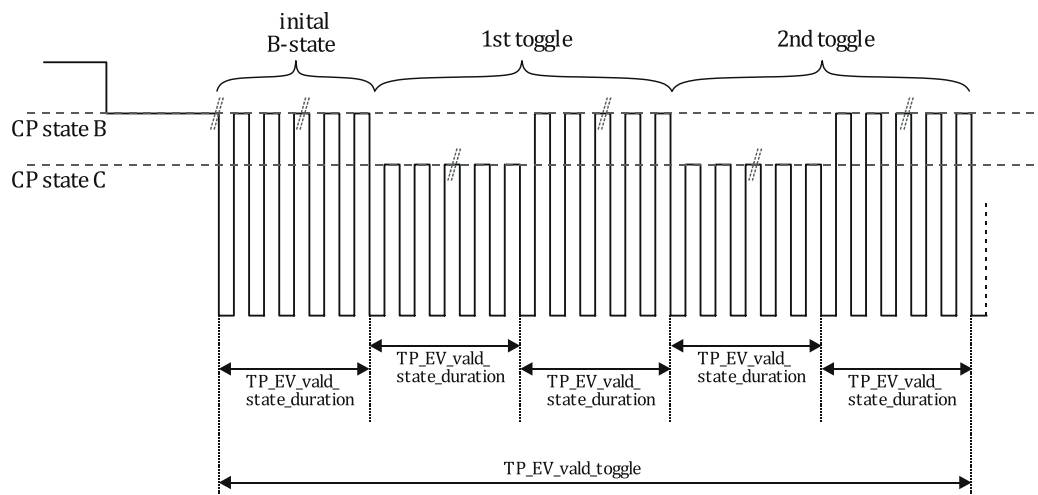 inital
B-state
1st toggle
2nd toggle
CP state B
CP state C
TP_EV_vald_
state_duration
TP_EV_vald_
state_duration
TP_EV_vald_
state_duration
TP_EV_vald_
state_duration
TP_EV_vald_
state_duration
TP_EV_vald_toggle